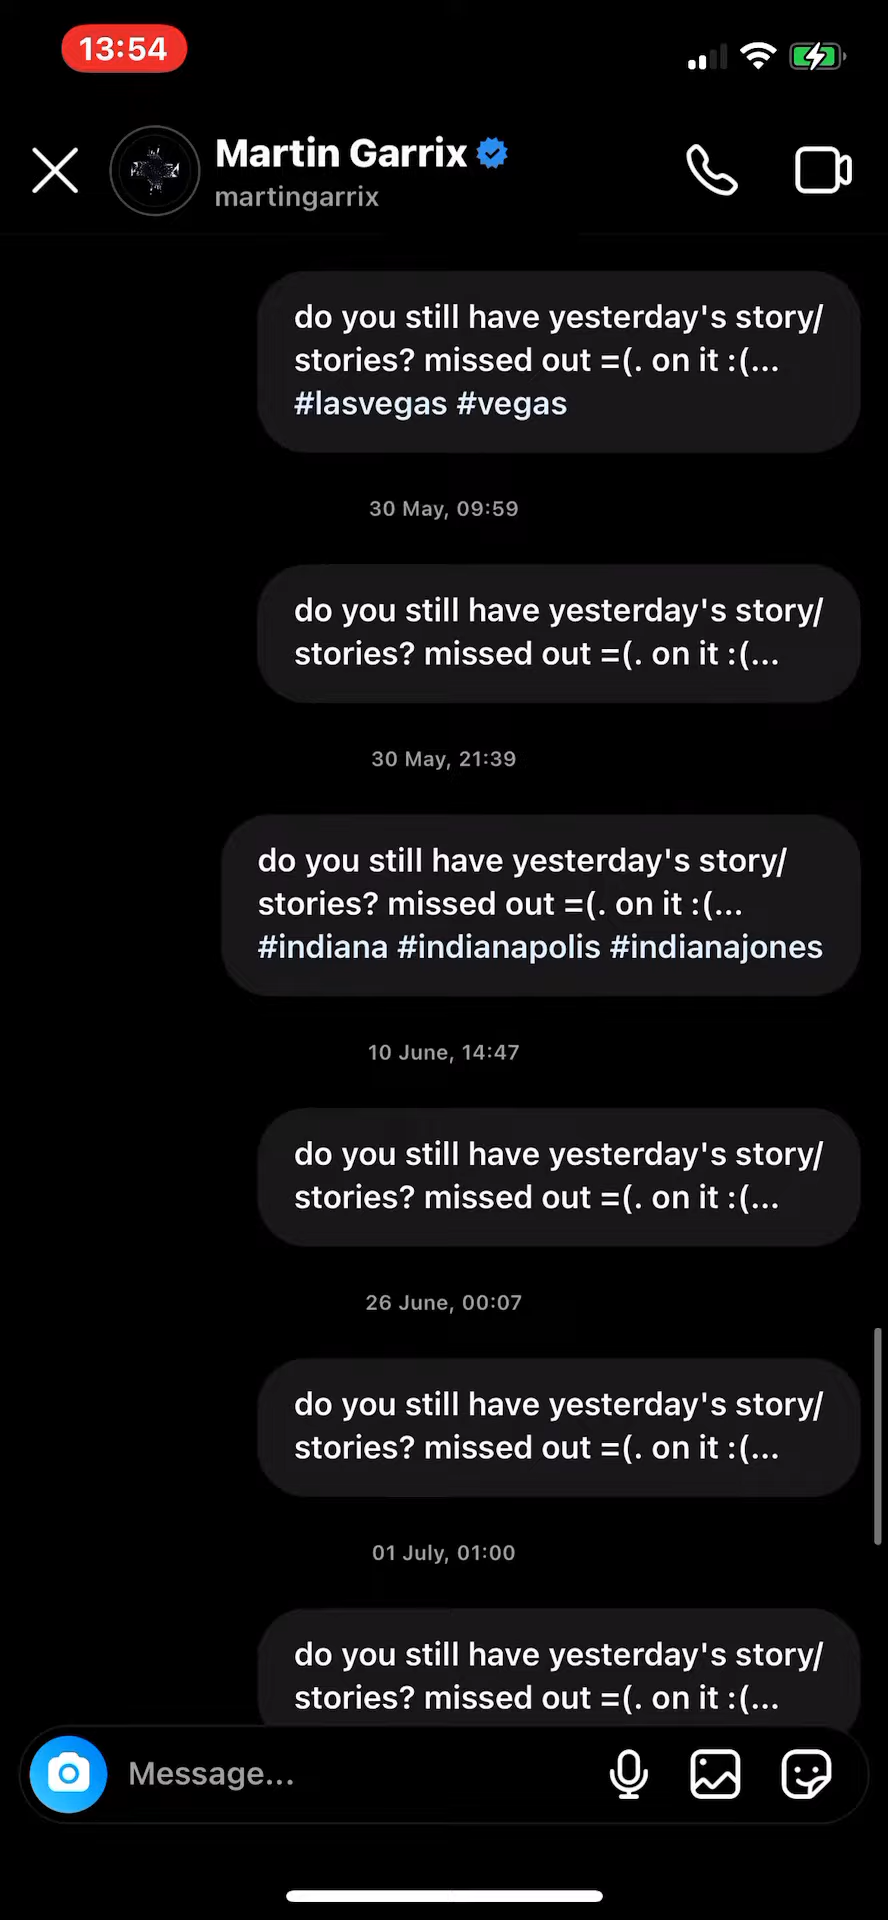 13:54
Martin Garrix
martingarrix
do you still have yesterday's story/
stories? missed out =(. on it :(...
#lasvegas #vegas
30 May, 09:59
do you still have yesterday's story/
stories? missed out =(. on it :(...
30 May, 21:39
do you still have yesterday's story/
stories? missed out =(. on it :(...
#indiana #indianapolis #indianajones
10 June, 14:47
do you still have yesterday's story/
stories? missed out =(. on it :(...
26 June, 00:07
do you still have yesterday's story/
stories? missed out =(. on it :(...
01 July, 01:00
do you still have yesterday's story/
stories? missed out =(. on it :(...
Message...